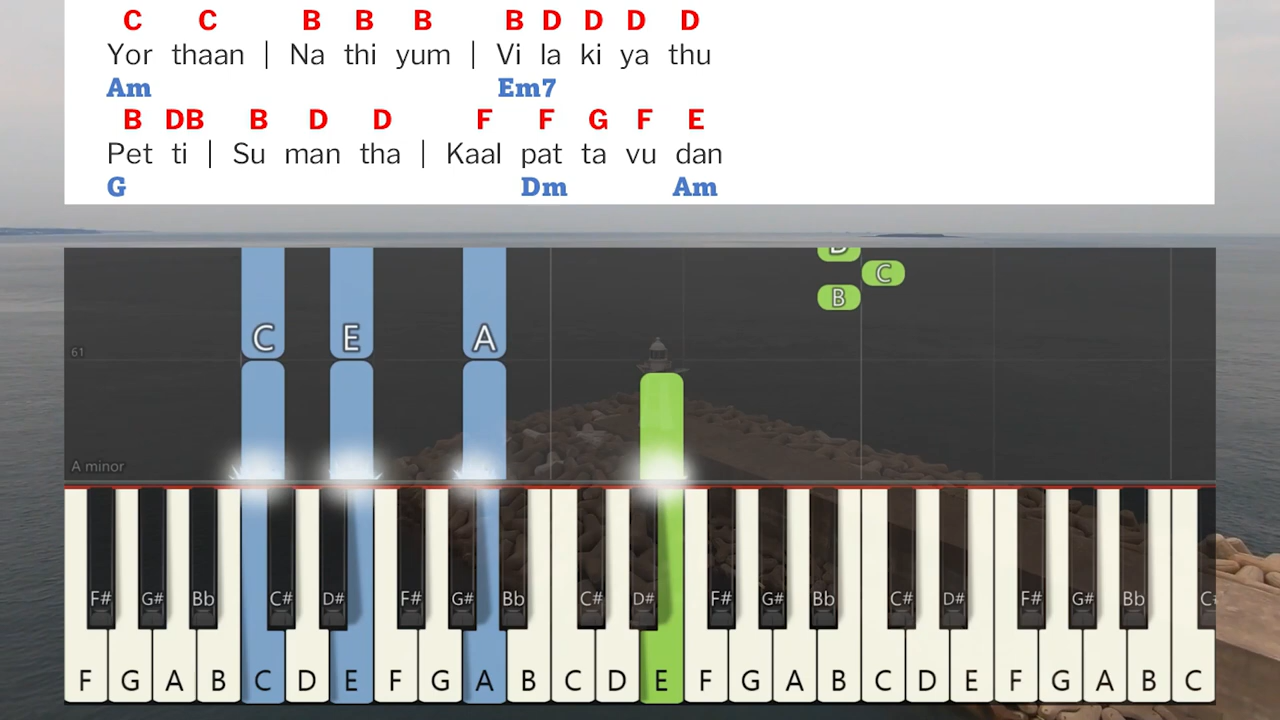 C C B B B B D D D D
Yor thaan | Na thi yum | Vi la ki ya thu
Am Em7
B DB B D D F F G F E
Pet ti | Su man tha | Kaal pat ta vu dan
G Dm Am
D
C
B
C E A
61
A minor
F# G# Bb C# D# F# G# Bb C# D# F# G# Bb C# D# F# G# Bb C#
F G A B C D E F G A B C D E F G A B C D E F G A B C